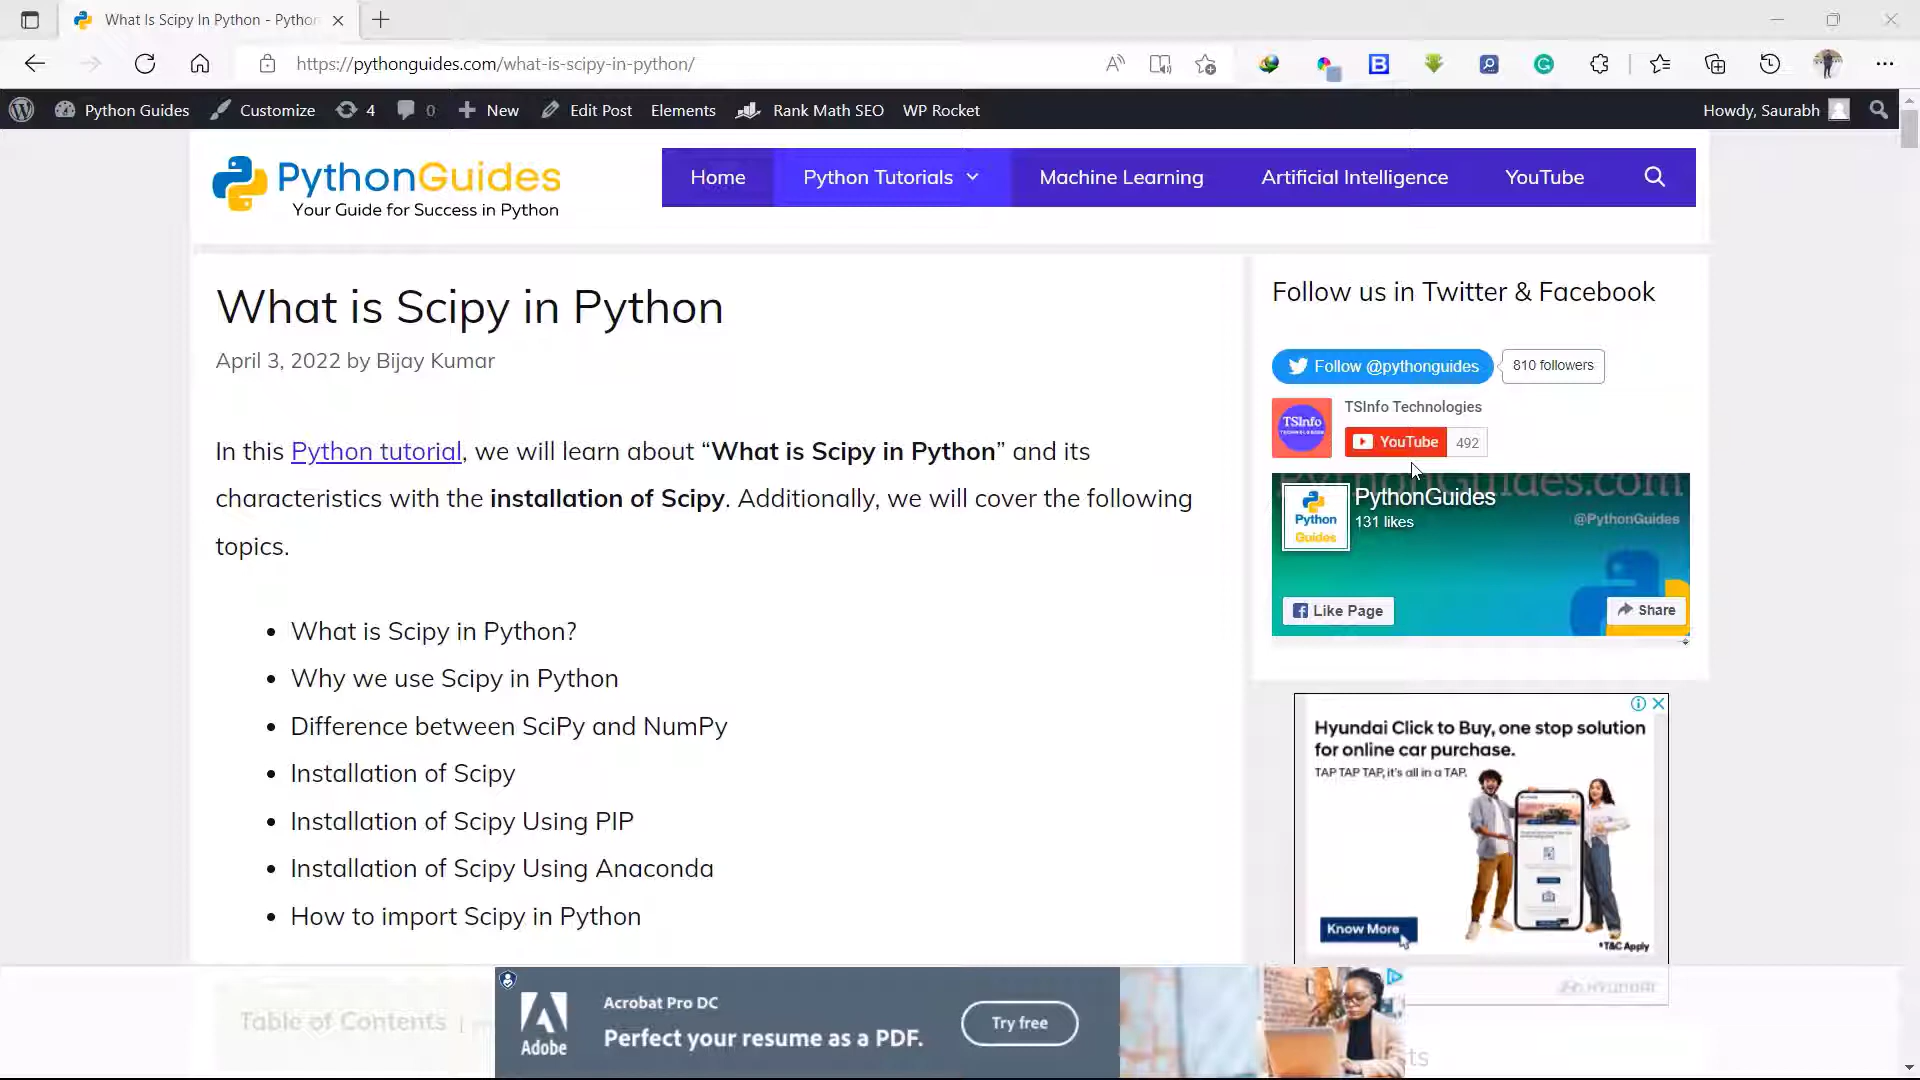 What Is Scipy In Python - Python
https://pythonguides.com/what-is-scipy-in-python/
Python Guides
Customize
4
0
New
Edit Post
Elements
Rank Math SEO
WP Rocket
Howdy, Saurabh
PythonGuides
Your Guide for Success in Python
Home
Python Tutorials
Machine Learning
Artificial Intelligence
YouTube
What is Scipy in Python
April 3, 2022 by Bijay Kumar
In this Python tutorial, we will learn about “What is Scipy in Python” and its
characteristics with the installation of Scipy. Additionally, we will cover the following
topics.
• What is Scipy in Python?
• Why we use Scipy in Python
• Difference between SciPy and NumPy
• Installation of Scipy
• Installation of Scipy Using PIP
• Installation of Scipy Using Anaconda
• How to import Scipy in Python
Table of Contents
Follow us in Twitter & Facebook
Follow @pythonguides
810 followers
TSInfo
TSInfo Technologies
YouTube
492
PythonGuides.com
Python
Guides
PythonGuides
131 likes
@PythonGuides
Like Page
Share
Hyundai Click to Buy, one stop solution
for online car purchase.
TAP TAP TAP, it's all in a TAP.
Know More
*T&C Apply
HYUNDAI
Adobe
Acrobat Pro DC
Perfect your resume as a PDF.
Try free